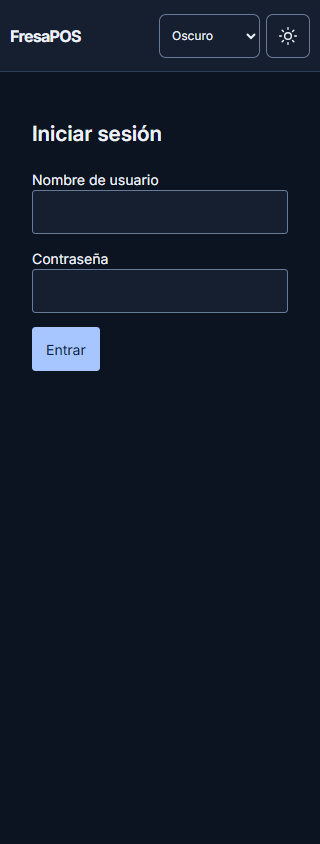 FresaPOS
Oscuro
Iniciar sesión
Nombre de usuario
Contraseña
Entrar